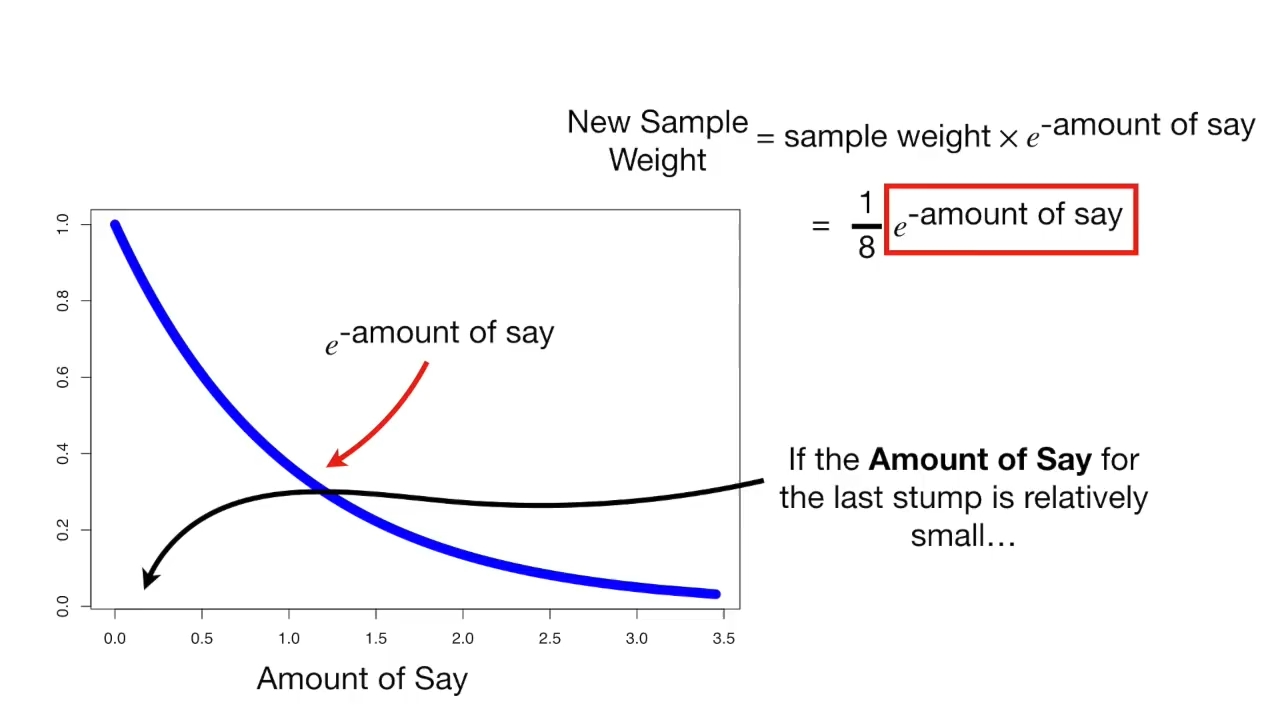 New Sample
Weight
= sample weight × e^-amount of say
= 1/8 e^-amount of say
1.0
0.8
0.6
0.4
0.2
0.0
e^-amount of say
If the Amount of Say for
the last stump is relatively
small…
0.0 0.5 1.0 1.5 2.0 2.5 3.0 3.5
Amount of Say